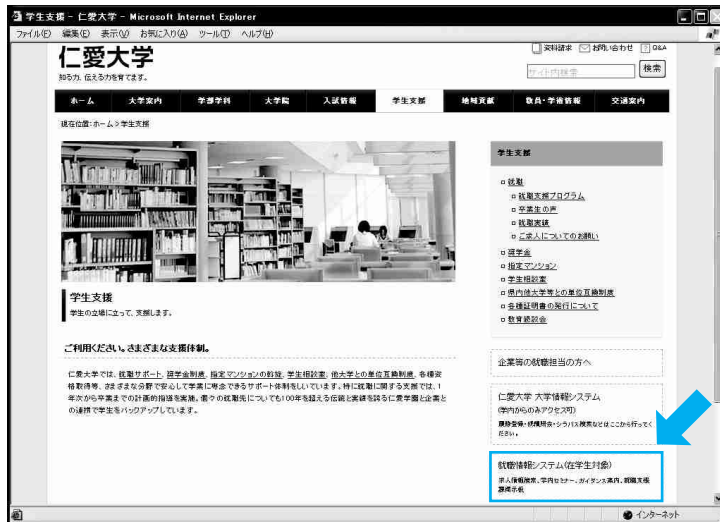 学生支援 - 仁愛大学 - Microsoft Internet Explorer
ファイル(F) 編集(E) 表示(V) お気に入り(A) ツール(T) ヘルプ(H)
資料請求 お問い合わせ Q&A
仁愛大学
知る力、伝える力を育てます。
サイト内検索 検索
ホーム 大学案内 学部学科 大学院 入試情報 学生支援 地域貢献 教員・学術情報 交通案内
現在位置:ホーム > 学生支援
学生支援
学生の立場に立って、支援します。
ご利用ください。さまざまな支援体制。
仁愛大学では、就職サポート、奨学金制度、指定マンションの斡旋、学生相談室、他大学との単位互換制度、各種資
格取得等、さまざまな分野で安心して学業に専念できるサポート体制をしいています。特に就職に関する支援では、1
年次から卒業までの計画的指導を実施。個々の就職先についても100年を超える伝統と実績を誇る仁愛学園と企業と
の連携で学生をバックアップしています。
学生支援
就職
就職支援プログラム
卒業生の声
就職実績
ご求人についてのお願い
奨学金
指定マンション
学生相談室
県内他大学等との単位互換制度
各種証明書の発行について
教育懇談会
企業等の就職担当の方へ
仁愛大学 大学情報システム
(学内からのみアクセス可)
履修登録・成績照会・シラバス検索などはここから行ってく
ださい。
就職情報システム(在学生対象)
求人情報検索、学内セミナー、ガイダンス案内、就職支援
課掲示板
インターネット